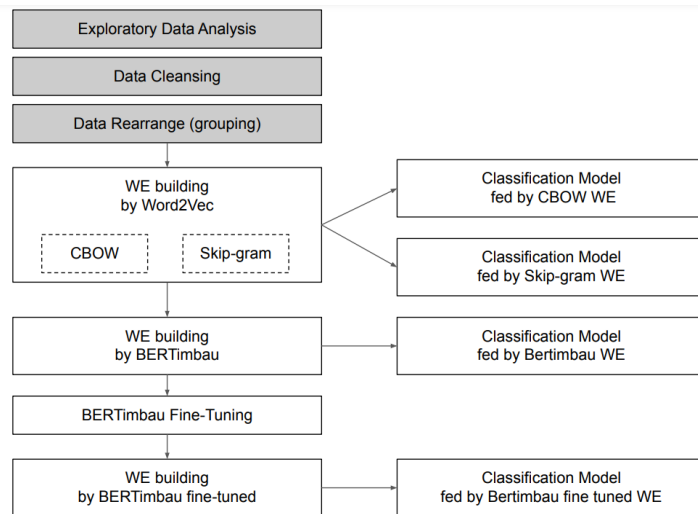 Exploratory Data Analysis
Data Cleansing
Data Rearrange (grouping)
WE building
by Word2Vec
CBOW
Skip-gram
Classification Model
fed by CBOW WE
Classification Model
fed by Skip-gram WE
WE building
by BERTimbau
Classification Model
fed by Bertimbau WE
BERTimbau Fine-Tuning
WE building
by BERTimbau fine-tuned
Classification Model
fed by Bertimbau fine tuned WE